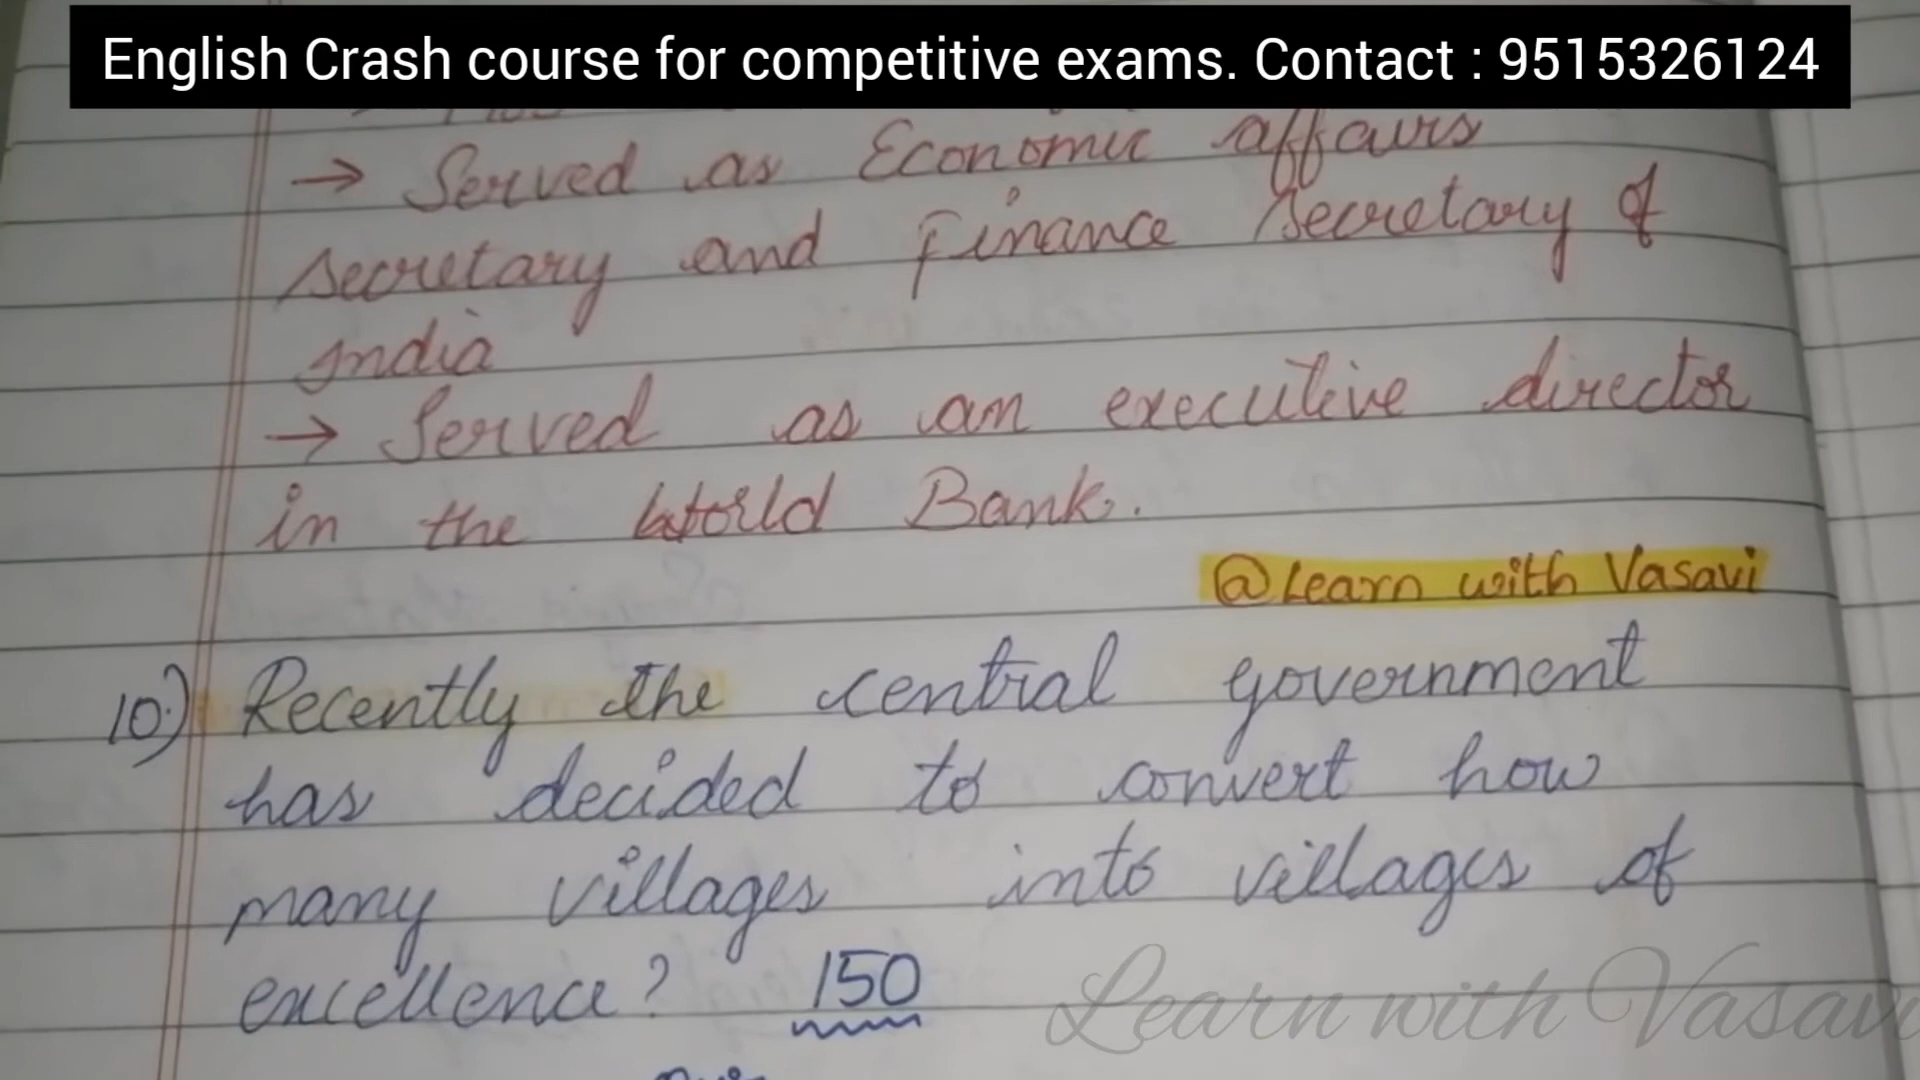 English Crash course for competitive exams. Contact : 9515326124
→ Served as Economic affairs
secretary and Finance Secretary of
India
→ Served as an executive director
in the World Bank.
@Learn with Vasavi
10.) Recently the central government
has decided to convert how
many villages into villages of
excellence? 150
Learn with Vasavi